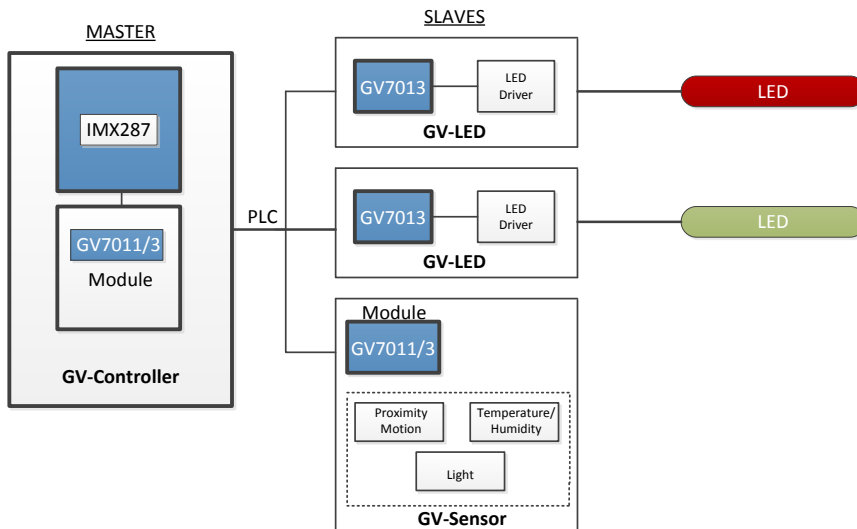 MASTER
IMX287
GV7011/3
Module
GV-Controller
PLC
SLAVES
GV7013
LED
Driver
GV-LED
LED
GV7013
LED
Driver
GV-LED
LED
Module
GV7011/3
Proximity
Motion
Temperature/
Humidity
Light
GV-Sensor